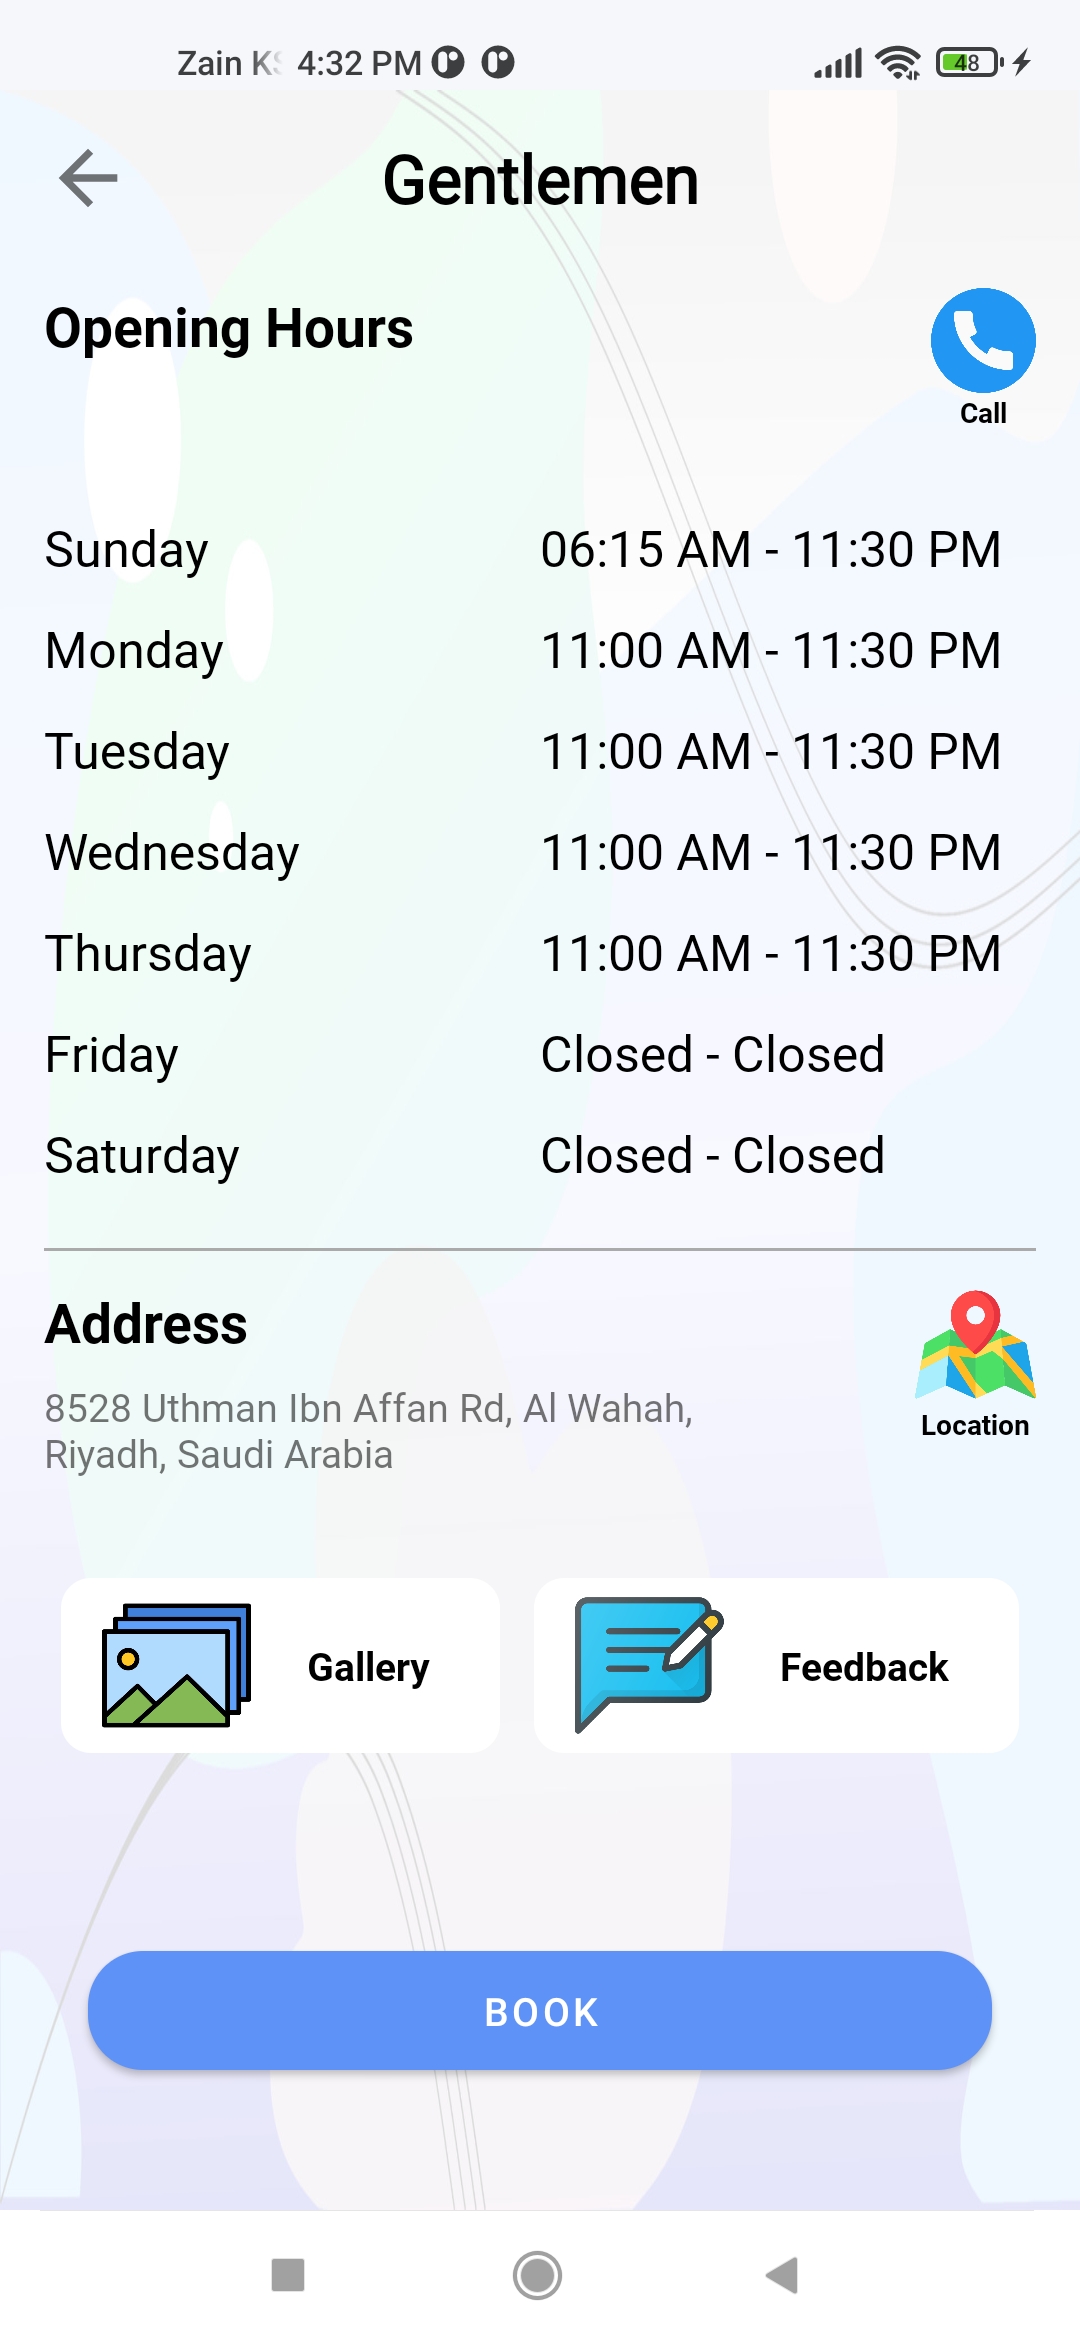 Zain KS 4:32 PM
48
Gentlemen
Opening Hours
Call
Sunday 06:15 AM - 11:30 PM
Monday 11:00 AM - 11:30 PM
Tuesday 11:00 AM - 11:30 PM
Wednesday 11:00 AM - 11:30 PM
Thursday 11:00 AM - 11:30 PM
Friday Closed - Closed
Saturday Closed - Closed
Address
8528 Uthman Ibn Affan Rd, Al Wahah,
Riyadh, Saudi Arabia
Location
Gallery
Feedback
BOOK